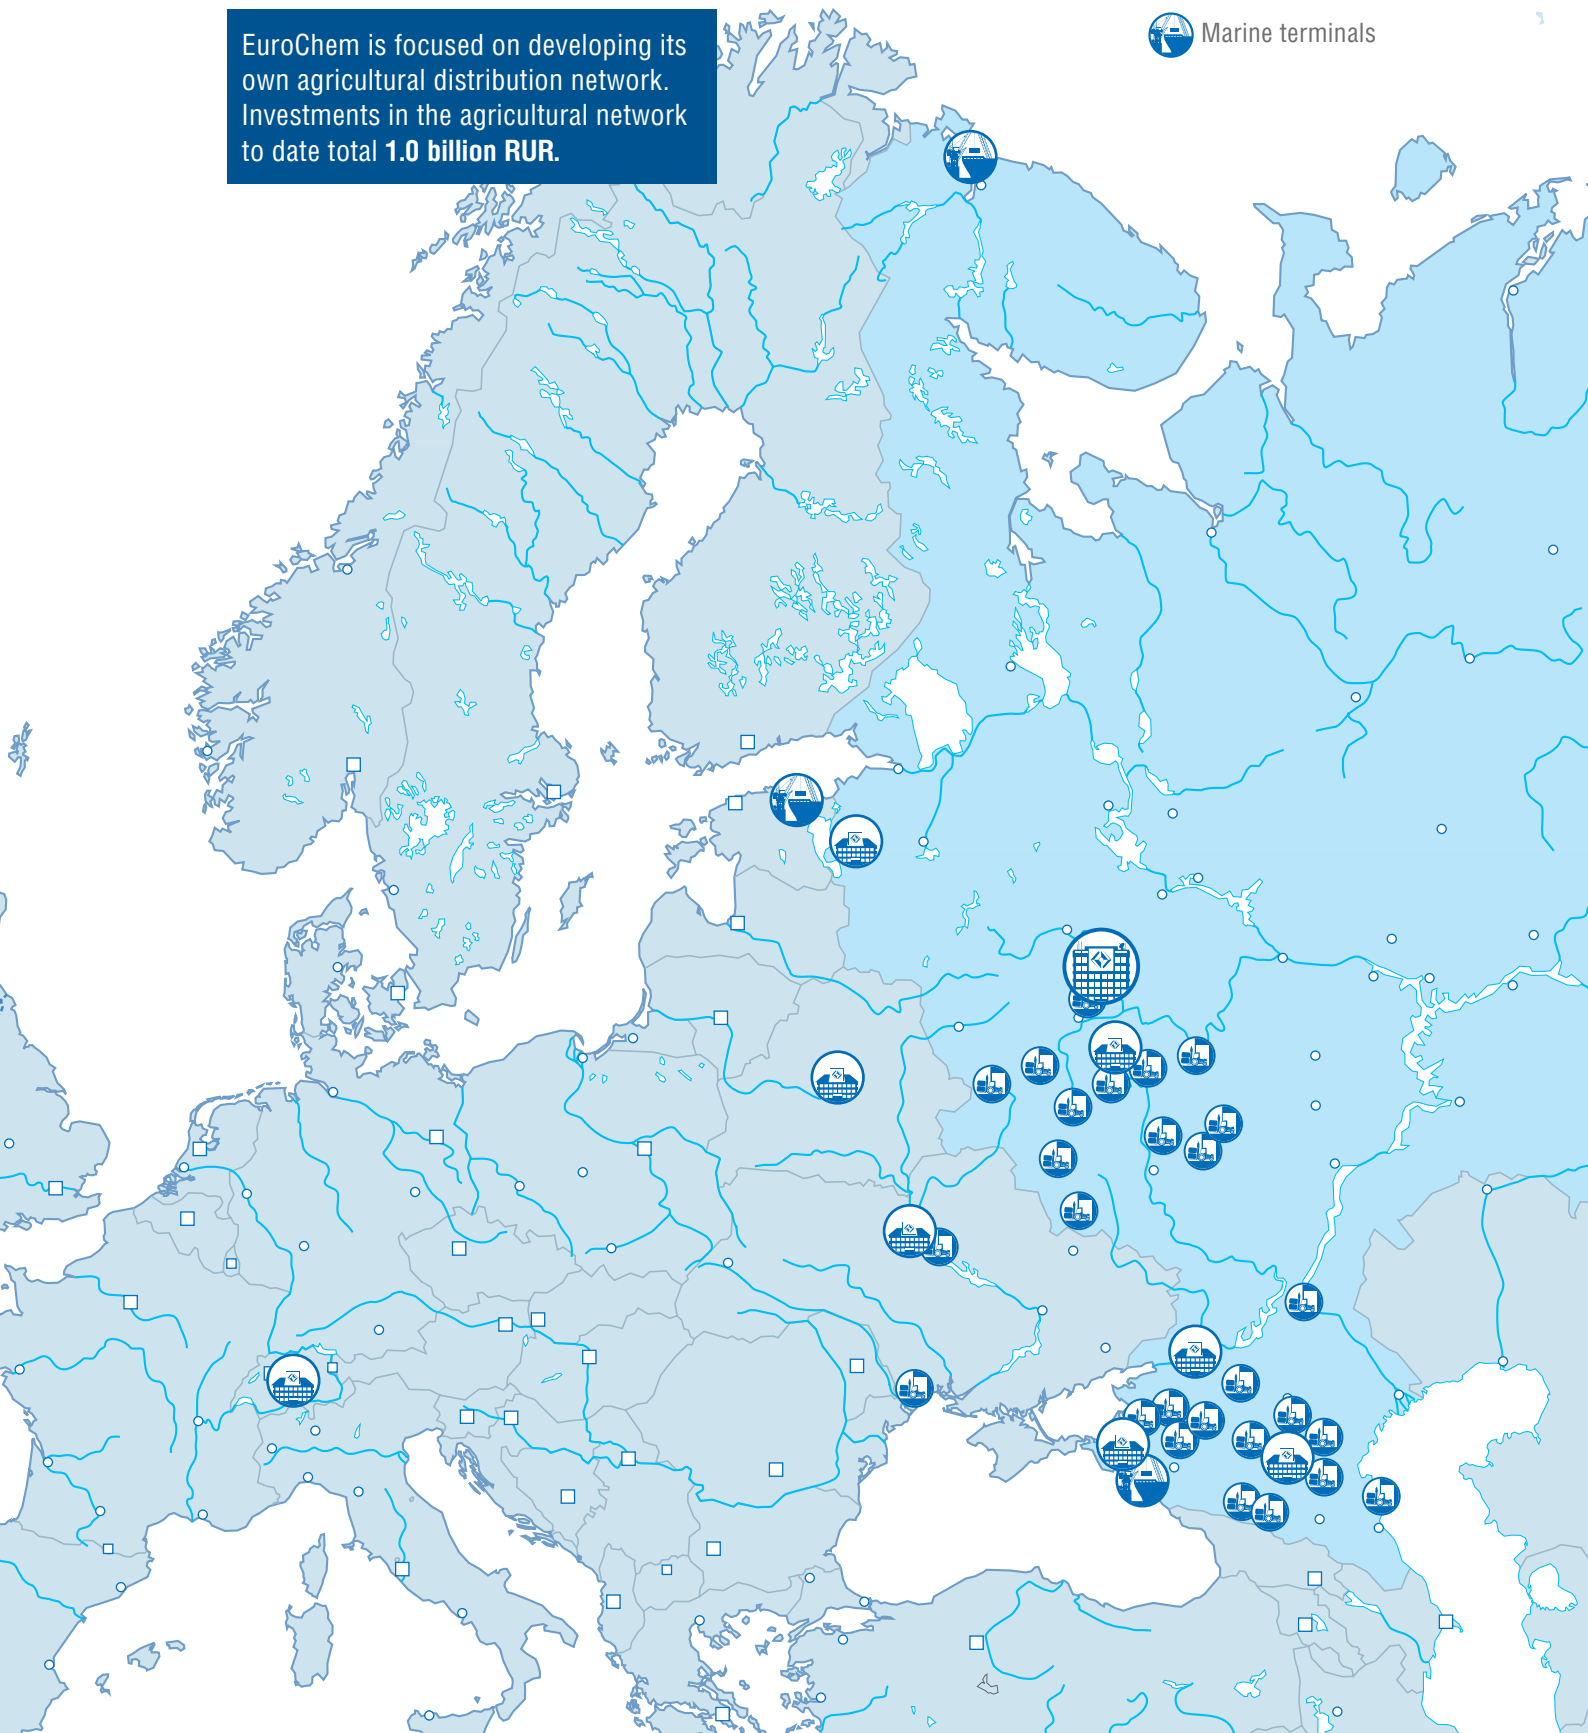 EuroChem is focused on developing its
own agricultural distribution network.
Investments in the agricultural network
to date total 1.0 billion RUR.
Marine terminals